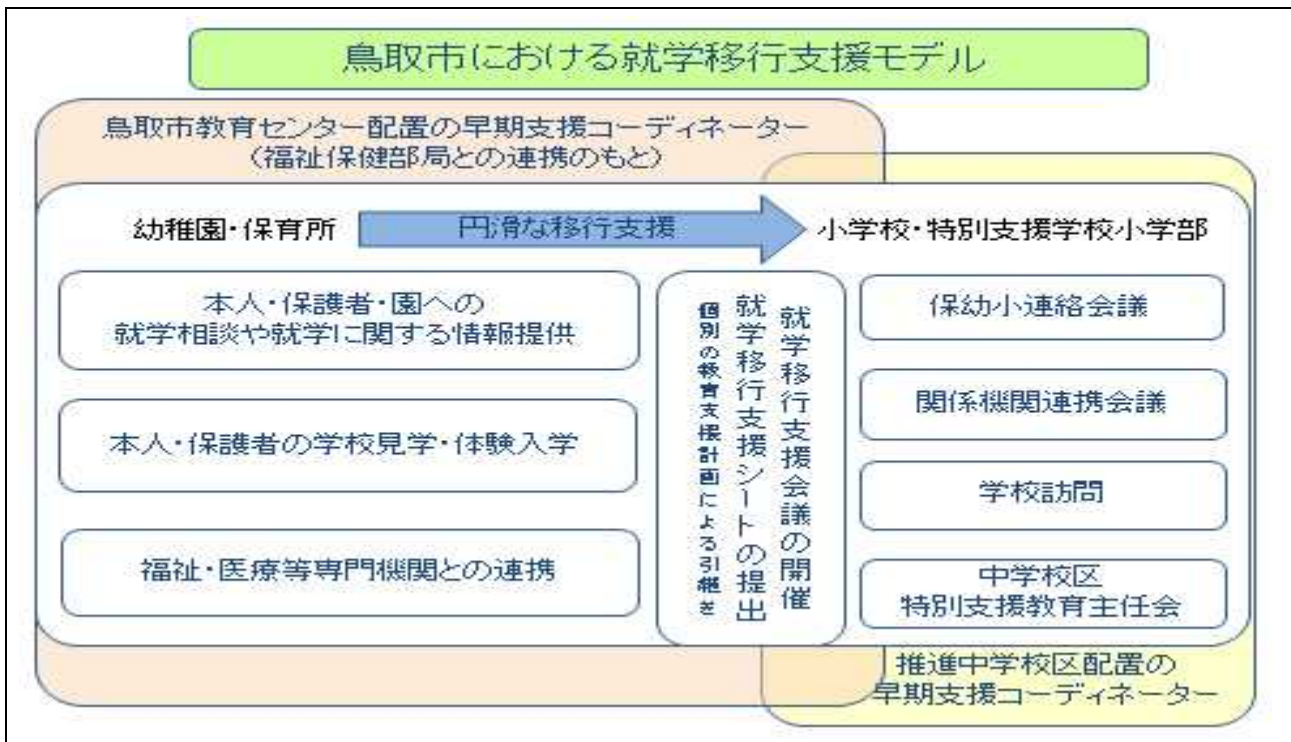 鳥取市における就学移行支援モデル
鳥取市教育センター配置の早期支援コーディネーター
(福祉保健部局との連携のもと)
幼稚園・保育所
円滑な移行支援
小学校・特別支援学校小学部
本人・保護者・園への
就学相談や就学に関する情報提供
本人・保護者の学校見学・体験入学
福祉・医療等専門機関との連携
就学移行支援会議の開催
就学移行支援シートの提出
個別の教育支援計画による引継ぎ
保幼小連絡会議
関係機関連携会議
学校訪問
中学校区
特別支援教育主任会
推進中学校区配置の
早期支援コーディネーター